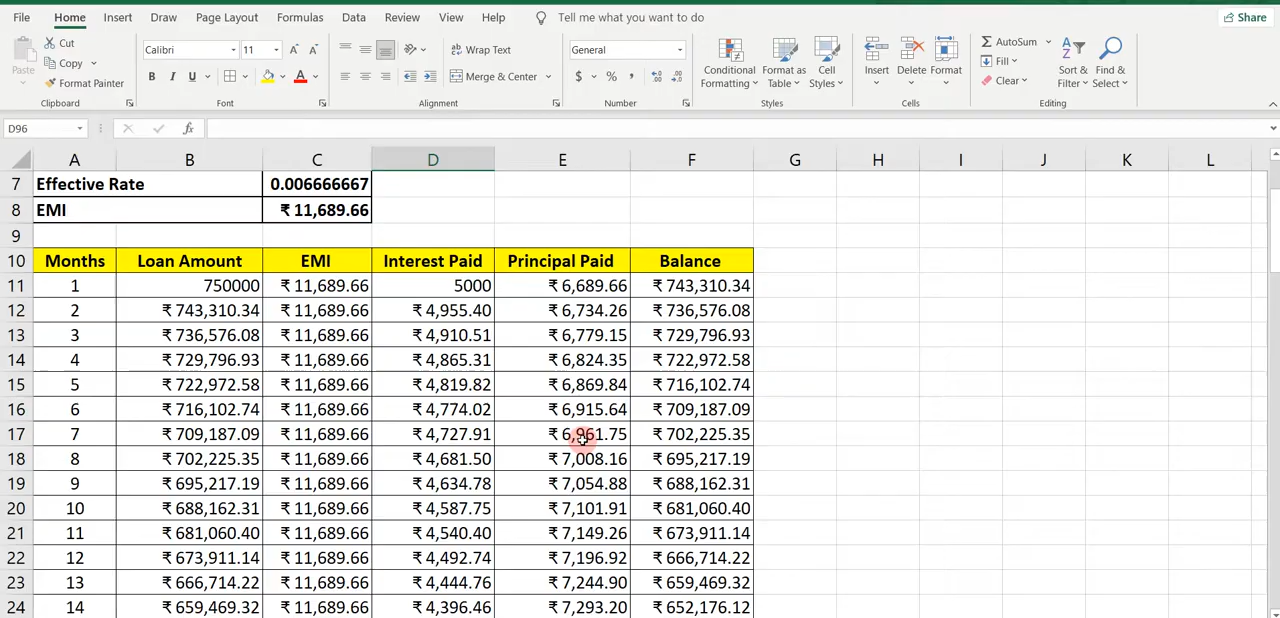 File Home Insert Draw Page Layout Formulas Data Review View Help Tell me what you want to do Share
Paste Cut Copy Format Painter Clipboard
Calibri 11 A A B I U A Font
ab Wrap Text Merge & Center Alignment
General $ % , Number
Conditional Formatting Format as Table Cell Styles Styles
Insert Delete Format Cells
AutoSum Fill Clear Sort & Filter Find & Select Editing
D96 fx
A B C D E F G H I J K L
7 Effective Rate 0.006666667
8 EMI ₹ 11,689.66
9
10 Months Loan Amount EMI Interest Paid Principal Paid Balance
11 1 750000 ₹ 11,689.66 5000 ₹ 6,689.66 ₹ 743,310.34
12 2 ₹ 743,310.34 ₹ 11,689.66 ₹ 4,955.40 ₹ 6,734.26 ₹ 736,576.08
13 3 ₹ 736,576.08 ₹ 11,689.66 ₹ 4,910.51 ₹ 6,779.15 ₹ 729,796.93
14 4 ₹ 729,796.93 ₹ 11,689.66 ₹ 4,865.31 ₹ 6,824.35 ₹ 722,972.58
15 5 ₹ 722,972.58 ₹ 11,689.66 ₹ 4,819.82 ₹ 6,869.84 ₹ 716,102.74
16 6 ₹ 716,102.74 ₹ 11,689.66 ₹ 4,774.02 ₹ 6,915.64 ₹ 709,187.09
17 7 ₹ 709,187.09 ₹ 11,689.66 ₹ 4,727.91 ₹ 6,961.75 ₹ 702,225.35
18 8 ₹ 702,225.35 ₹ 11,689.66 ₹ 4,681.50 ₹ 7,008.16 ₹ 695,217.19
19 9 ₹ 695,217.19 ₹ 11,689.66 ₹ 4,634.78 ₹ 7,054.88 ₹ 688,162.31
20 10 ₹ 688,162.31 ₹ 11,689.66 ₹ 4,587.75 ₹ 7,101.91 ₹ 681,060.40
21 11 ₹ 681,060.40 ₹ 11,689.66 ₹ 4,540.40 ₹ 7,149.26 ₹ 673,911.14
22 12 ₹ 673,911.14 ₹ 11,689.66 ₹ 4,492.74 ₹ 7,196.92 ₹ 666,714.22
23 13 ₹ 666,714.22 ₹ 11,689.66 ₹ 4,444.76 ₹ 7,244.90 ₹ 659,469.32
24 14 ₹ 659,469.32 ₹ 11,689.66 ₹ 4,396.46 ₹ 7,293.20 ₹ 652,176.12